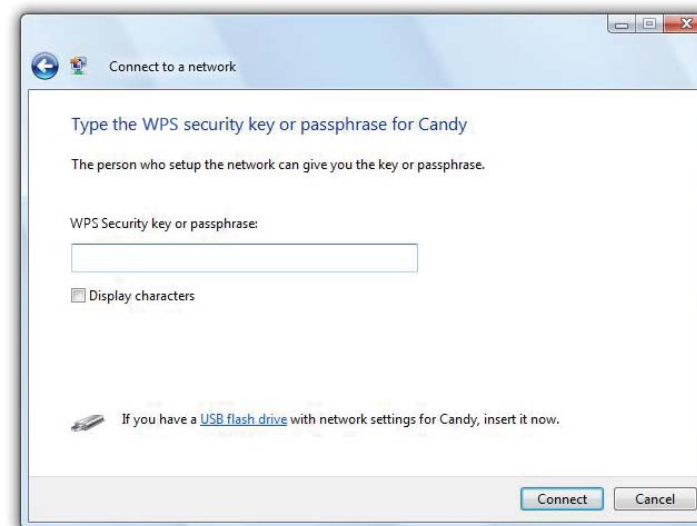 Connect to a network
Type the WPS security key or passphrase for Candy
The person who setup the network can give you the key or passphrase.
WPS Security key or passphrase:
Display characters
If you have a USB flash drive with network settings for Candy, insert it now.
Connect Cancel